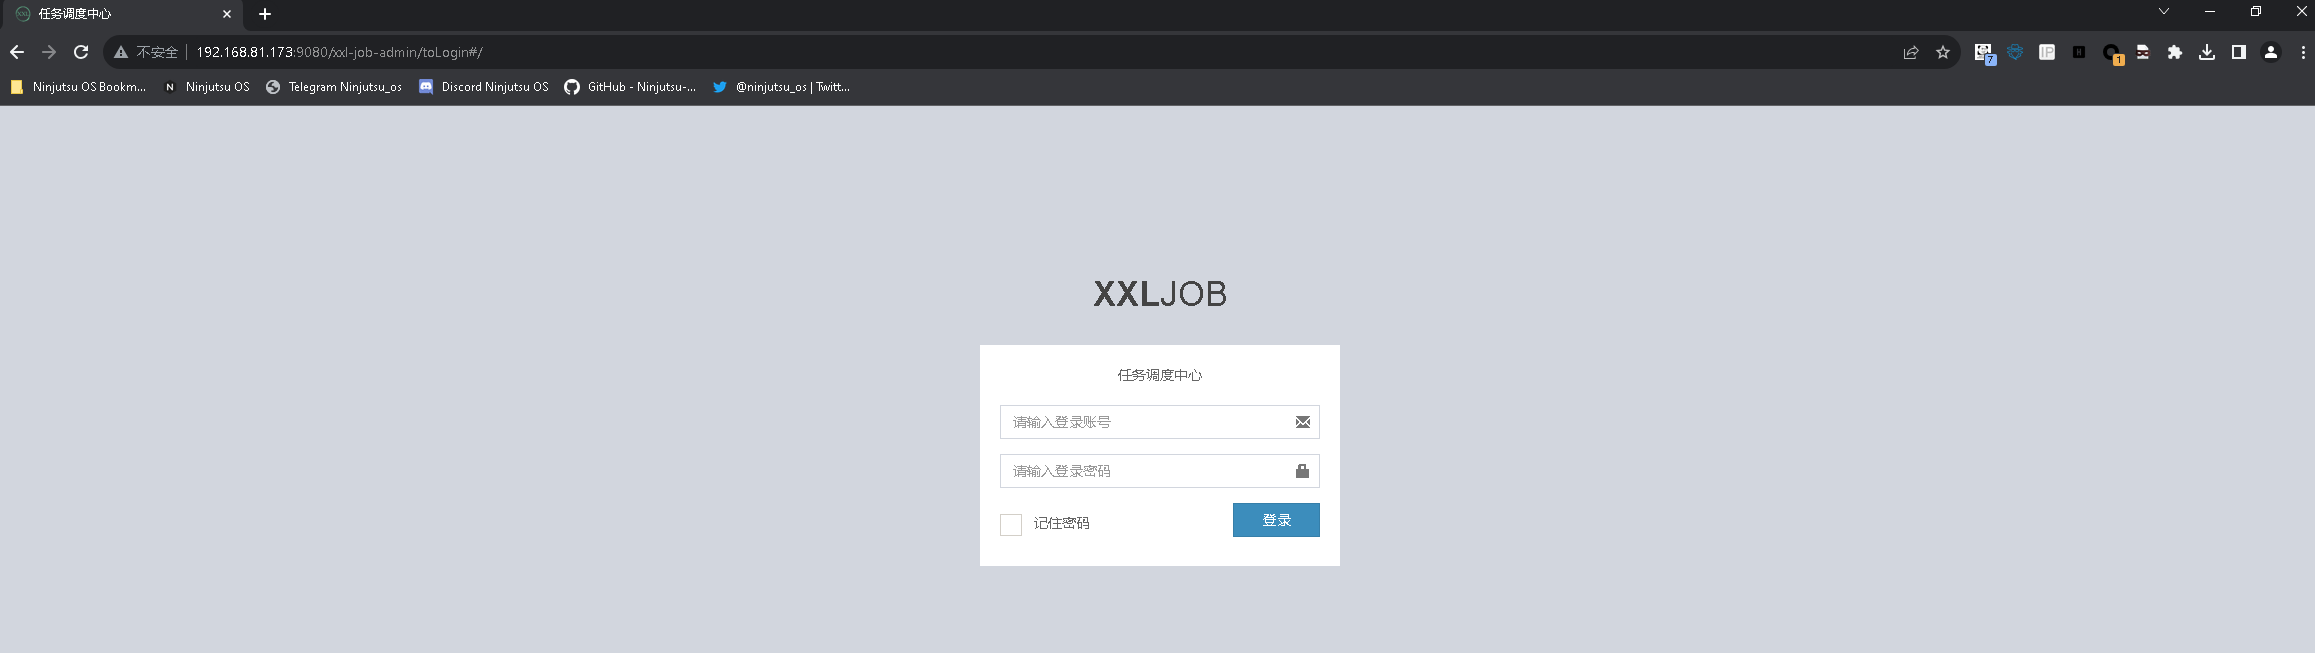 任务调度中心
不安全 192.168.81.173:9080/xxl-job-admin/toLogin#/
7
IP
H
1
Ninjutsu OS Bookm...
N
Ninjutsu OS
Telegram Ninjutsu_os
Discord Ninjutsu OS
GitHub - Ninjutsu-...
@ninjutsu_os | Twitt...
XXLJOB
任务调度中心
请输入登录账号
请输入登录密码
记住密码
登录